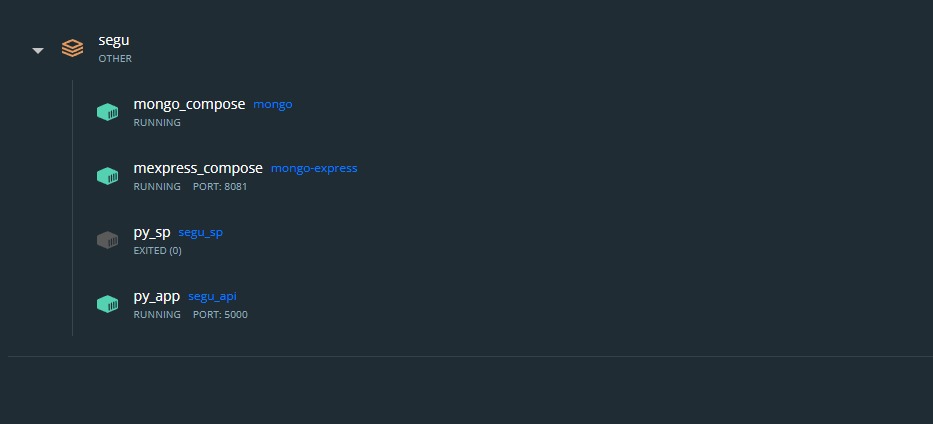 segu
OTHER
mongo_compose mongo
RUNNING
mexpress_compose mongo-express
RUNNING PORT: 8081
py_sp segu_sp
EXITED (0)
py_app segu_api
RUNNING PORT: 5000